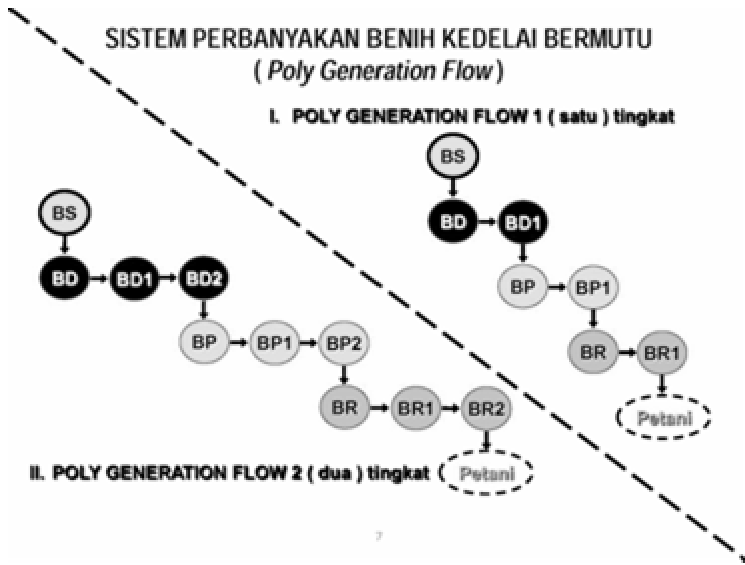 SISTEM PERBANYAKAN BENIH KEDELAI BERMUTU
( Poly Generation Flow )
I. POLY GENERATION FLOW 1 ( satu ) tingkat
BS
BD BD1
BP BP1
BR BR1
Petani
BS
BD BD1 BD2
BP BP1 BP2
BR BR1 BR2
II. POLY GENERATION FLOW 2 ( dua ) tingkat
Petani
7